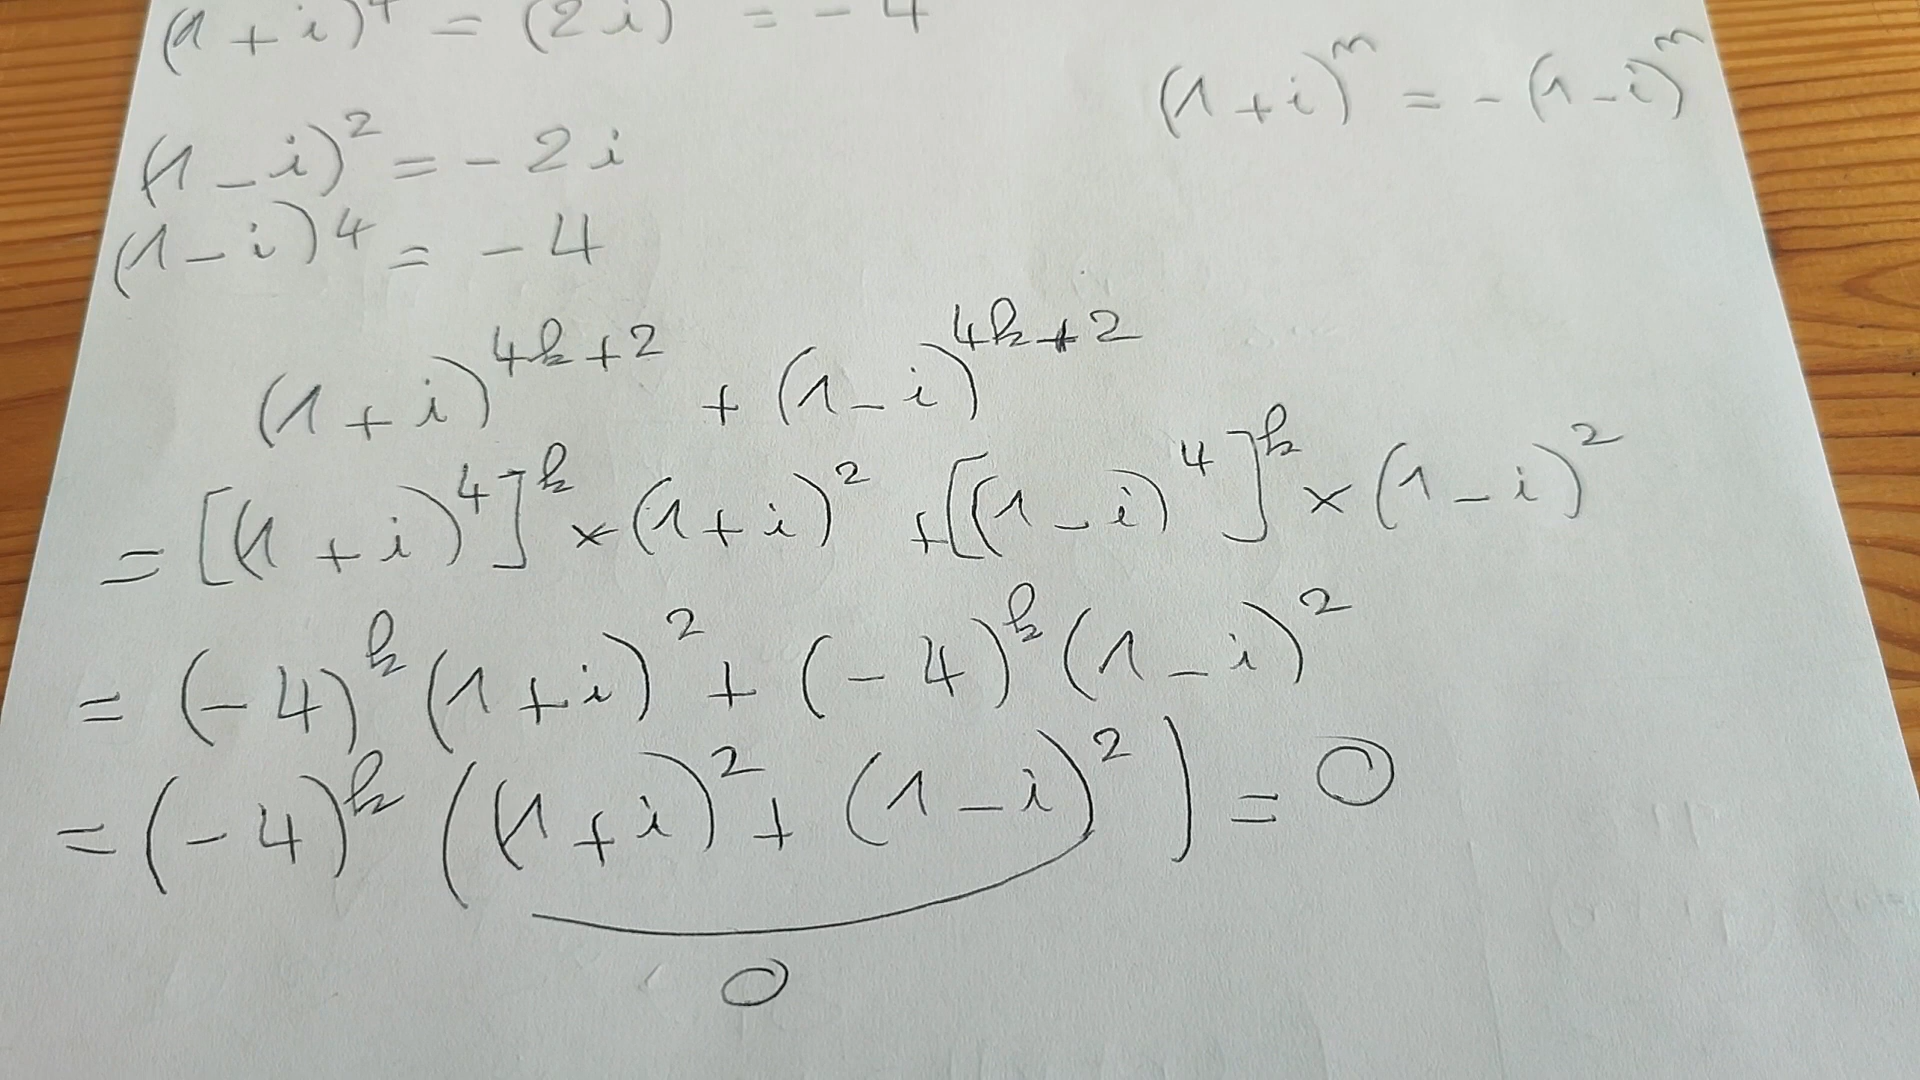 (1+i)⁴ = (2i) = -4
(1+i)ⁿ = -(1-i)ⁿ
(1-i)² = -2i
(1-i)⁴ = -4
(1+i)^{4k+2} + (1-i)^{4k+2}
= [(1+i)⁴]^k × (1+i)² + [(1-i)⁴]^k × (1-i)²
= (-4)^k (1+i)² + (-4)^k (1-i)²
= (-4)^k ((1+i)² + (1-i)²) = 0
0